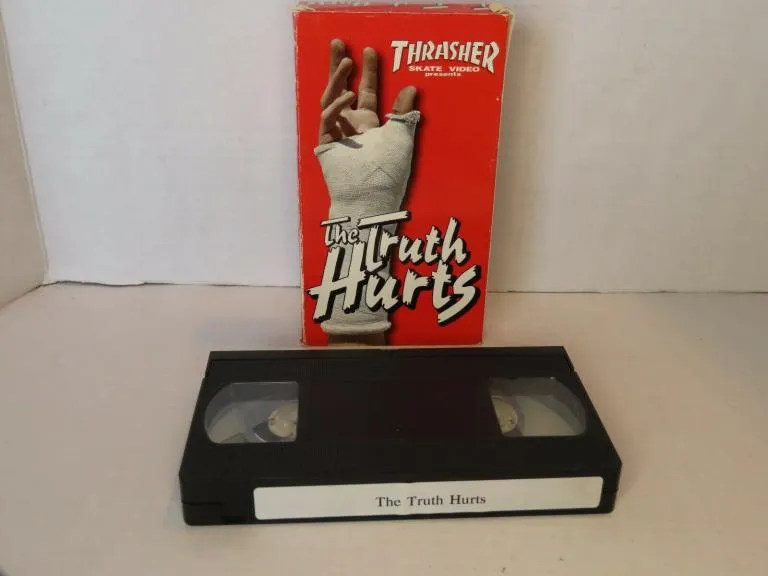 THRASHER
SKATE VIDEO
presents
The Truth
Hurts
The Truth Hurts